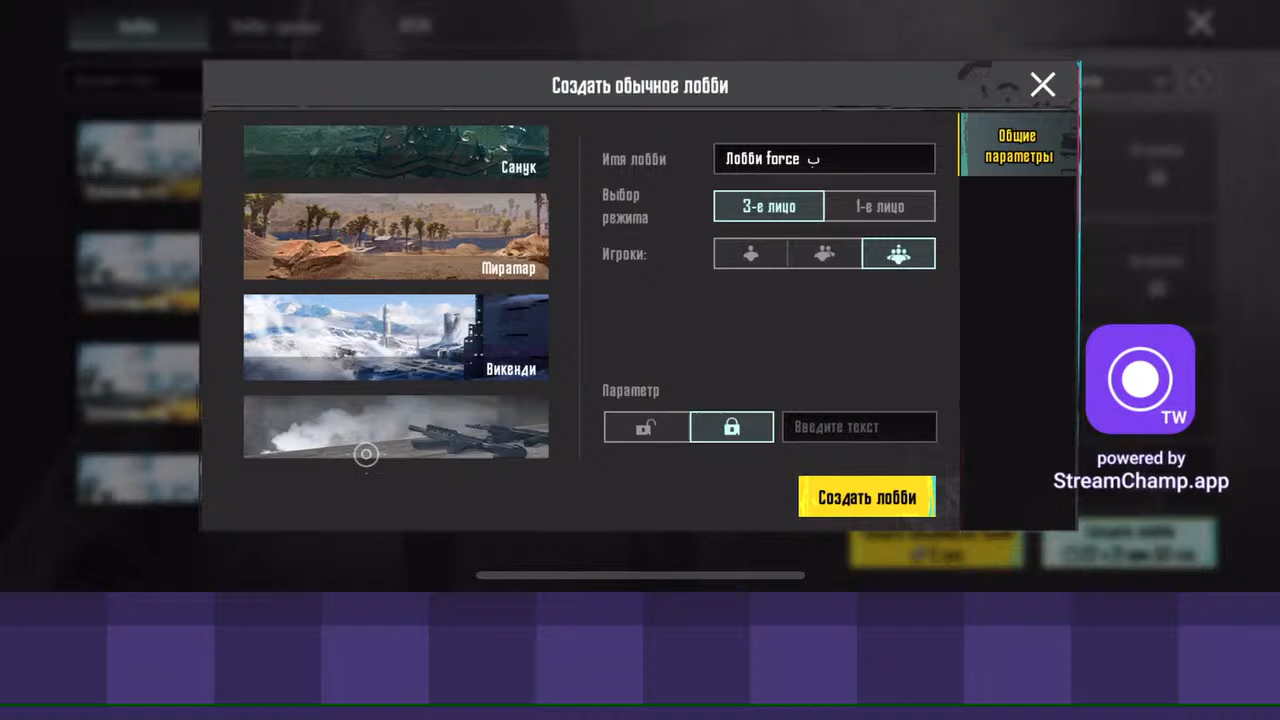 Создать обычное лобби
Санук
Мирамар
Викенди
Имя лобби
Лобби force ب
Выбор
режима
3-е лицо
1-е лицо
Игроки:
Параметр
Введите текст
Создать лобби
Общие
параметры
TW
powered by
StreamChamp.app